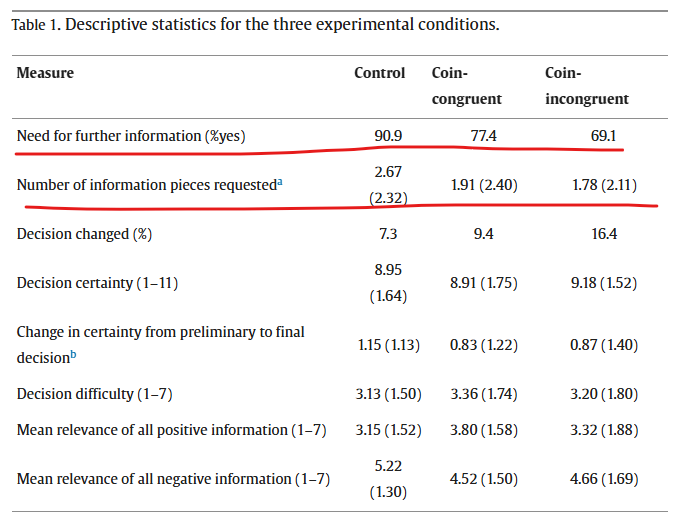 Table 1. Descriptive statistics for the three experimental conditions.
Measure Control Coin-congruent Coin-incongruent
Need for further information (%yes) 90.9 77.4 69.1
Number of information pieces requestedᵃ 2.67 (2.32) 1.91 (2.40) 1.78 (2.11)
Decision changed (%) 7.3 9.4 16.4
Decision certainty (1–11) 8.95 (1.64) 8.91 (1.75) 9.18 (1.52)
Change in certainty from preliminary to final decisionᵇ 1.15 (1.13) 0.83 (1.22) 0.87 (1.40)
Decision difficulty (1–7) 3.13 (1.50) 3.36 (1.74) 3.20 (1.80)
Mean relevance of all positive information (1–7) 3.15 (1.52) 3.80 (1.58) 3.32 (1.88)
Mean relevance of all negative information (1–7) 5.22 (1.30) 4.52 (1.50) 4.66 (1.69)